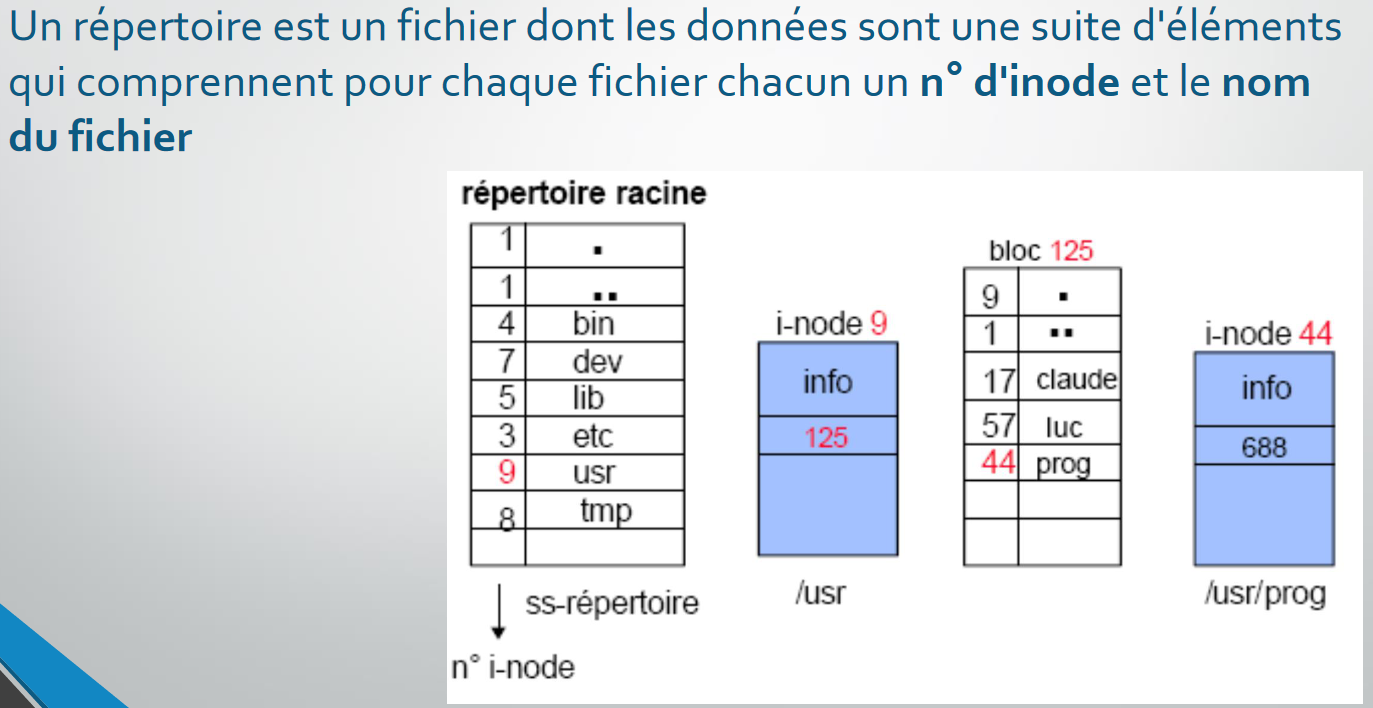 Un répertoire est un fichier dont les données sont une suite d'éléments
qui comprennent pour chaque fichier chacun un n° d'inode et le nom
du fichier
répertoire racine
1 .
1 ..
4 bin
7 dev
5 lib
3 etc
9 usr
8 tmp
ss-répertoire
n° i-node
i-node 9
info
125
/usr
bloc 125
9 .
1 ..
17 claude
57 luc
44 prog
i-node 44
info
688
/usr/prog